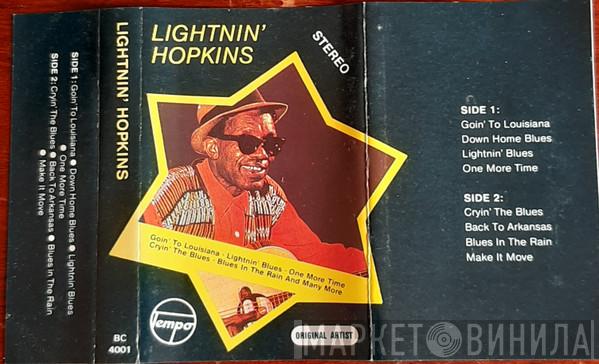 SIDE 1: Goin' To Louisiana ● Down Home Blues ● Lightnin' Blues
● One More Time
SIDE 2: Cryin' The Blues ● Back To Arkansas ● Blues In The Rain
● Make It Move
LIGHTNIN' HOPKINS
BC
4001
LIGHTNIN'
HOPKINS
STEREO
Goin' To Louisiana · Lightnin' Blues · One More Time
Cryin' The Blues · Blues In The Rain And Many More
Tempo
ORIGINAL ARTIST
SIDE 1:
Goin' To Louisiana
Down Home Blues
Lightnin' Blues
One More Time
SIDE 2:
Cryin' The Blues
Back To Arkansas
Blues In The Rain
Make It Move
МАРКЕТ ВИНИЛА